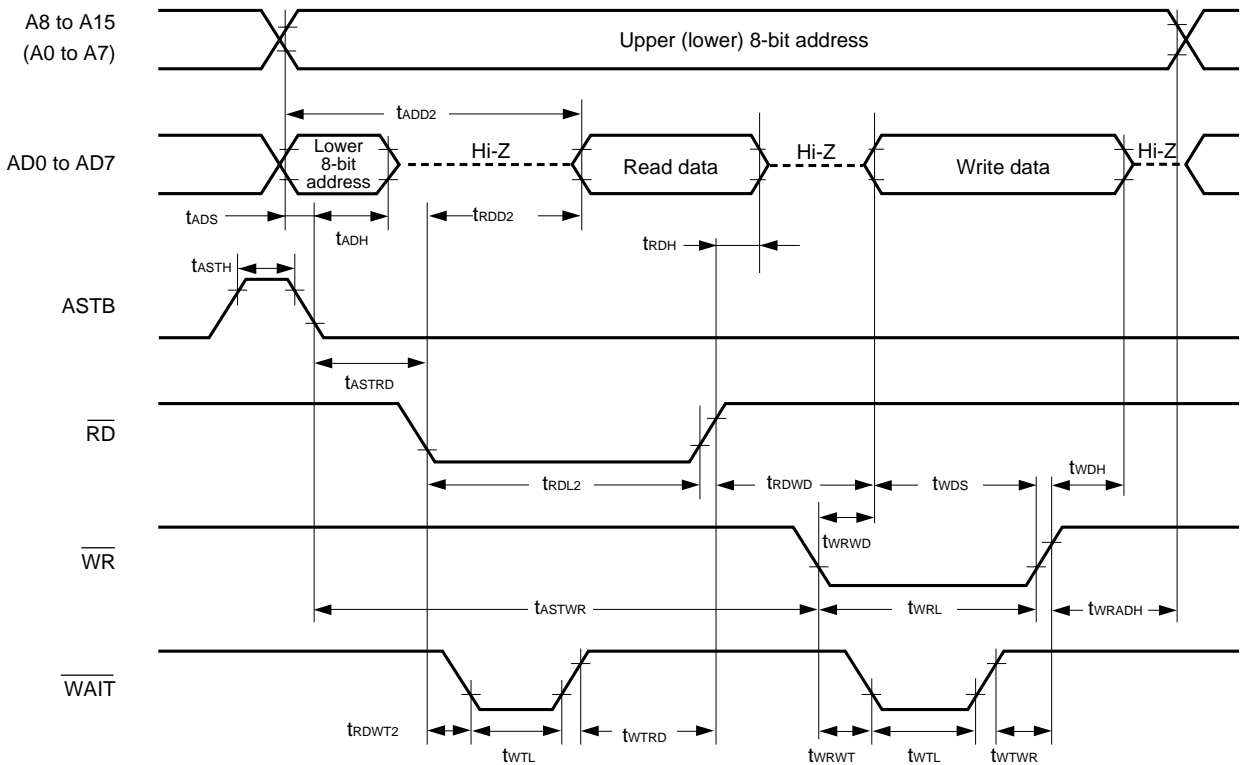 A8 to A15
(A0 to A7)
Upper (lower) 8-bit address
tADD2
AD0 to AD7
Lower
8-bit
address
Hi-Z
Read data
Hi-Z
Write data
Hi-Z
tADS
tADH
tRDD2
tRDH
tASTH
ASTB
tASTRD
RD
tRDL2
tRDWD
tWDS
tWDH
tWRWD
WR
tASTWR
tWRL
tWRADH
WAIT
tRDWT2
tWTL
tWTRD
tWRWT
tWTL
tWTWR